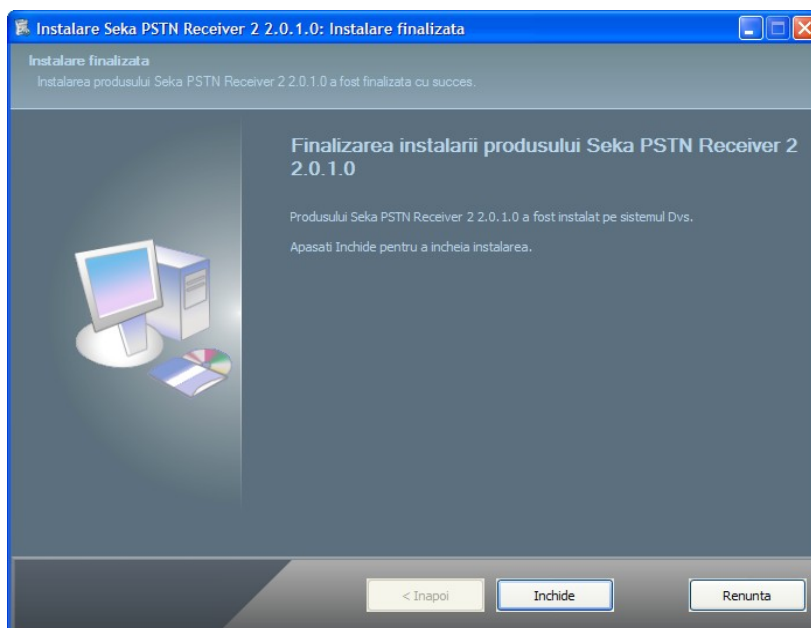 Instalare Seka PSTN Receiver 2 2.0.1.0: Instalare finalizata
Instalare finalizata
Instalarea produsului Seka PSTN Receiver 2 2.0.1.0 a fost finalizata cu succes.
Finalizarea instalarii produsului Seka PSTN Receiver 2
2.0.1.0
Produsului Seka PSTN Receiver 2 2.0.1.0 a fost instalat pe sistemul Dvs.
Apasati Inchide pentru a incheia instalarea.
< Inapoi
Inchide
Renunta